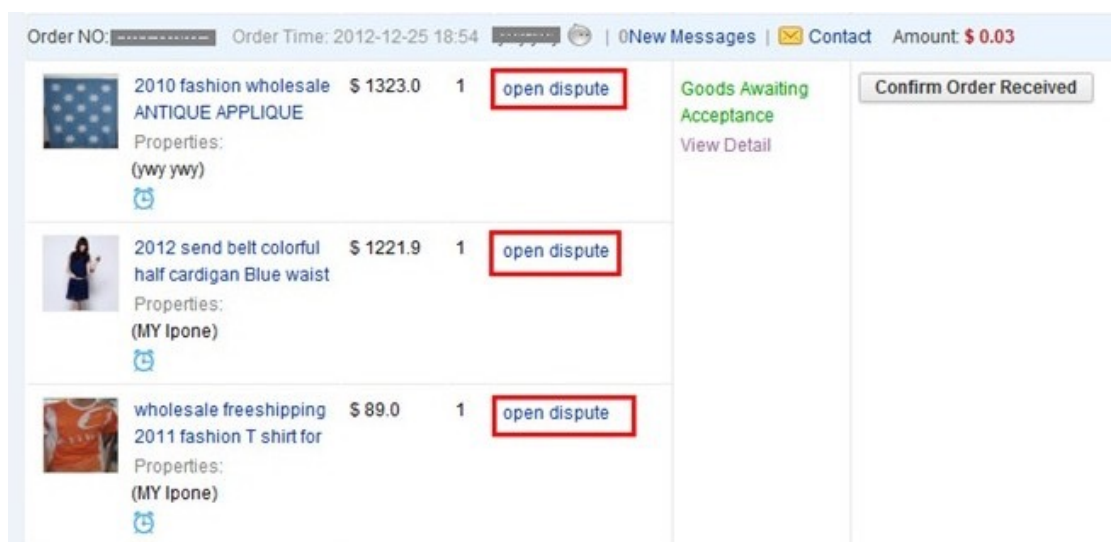 Order NO: Order Time: 2012-12-25 18:54 | 0New Messages | Contact Amount: $ 0.03
2010 fashion wholesale $ 1323.0 1 open dispute Goods Awaiting Confirm Order Received
ANTIQUE APPLIQUE Acceptance
Properties: View Detail
(ywy ywy)
2012 send belt colorful $ 1221.9 1 open dispute
half cardigan Blue waist
Properties:
(MY Ipone)
wholesale freeshipping $ 89.0 1 open dispute
2011 fashion T shirt for
Properties:
(MY Ipone)